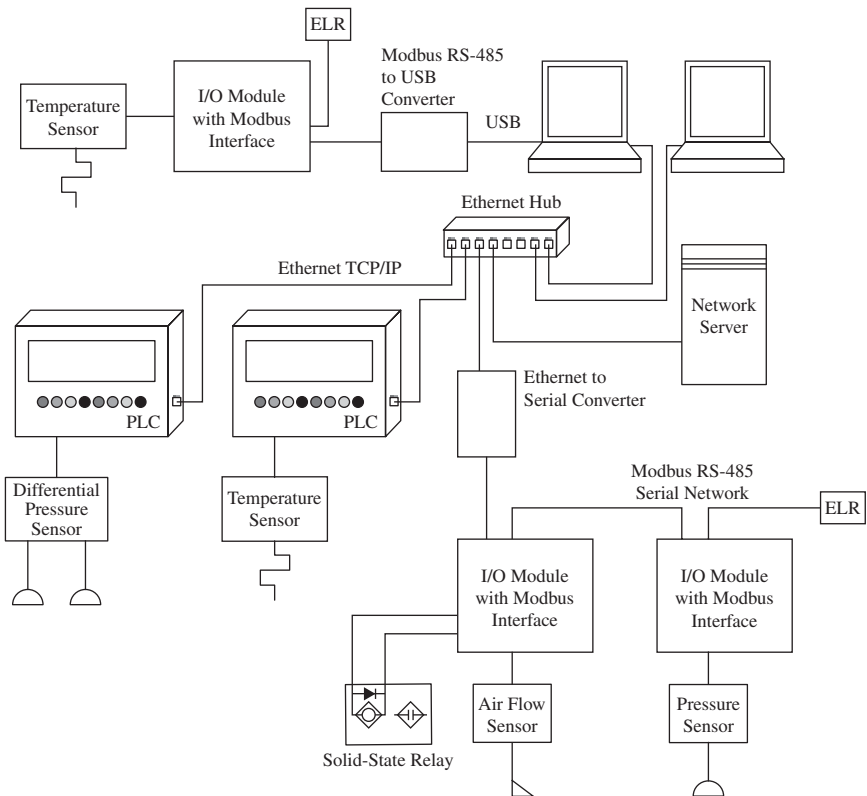 ELR
Modbus RS-485
to USB
Converter
I/O Module
with Modbus
Interface
Temperature
Sensor
USB
Ethernet Hub
Ethernet TCP/IP
Network
Server
Ethernet to
Serial Converter
PLC
PLC
Differential
Pressure
Sensor
Temperature
Sensor
Modbus RS-485
Serial Network
ELR
I/O Module
with Modbus
Interface
I/O Module
with Modbus
Interface
Air Flow
Sensor
Pressure
Sensor
Solid-State Relay